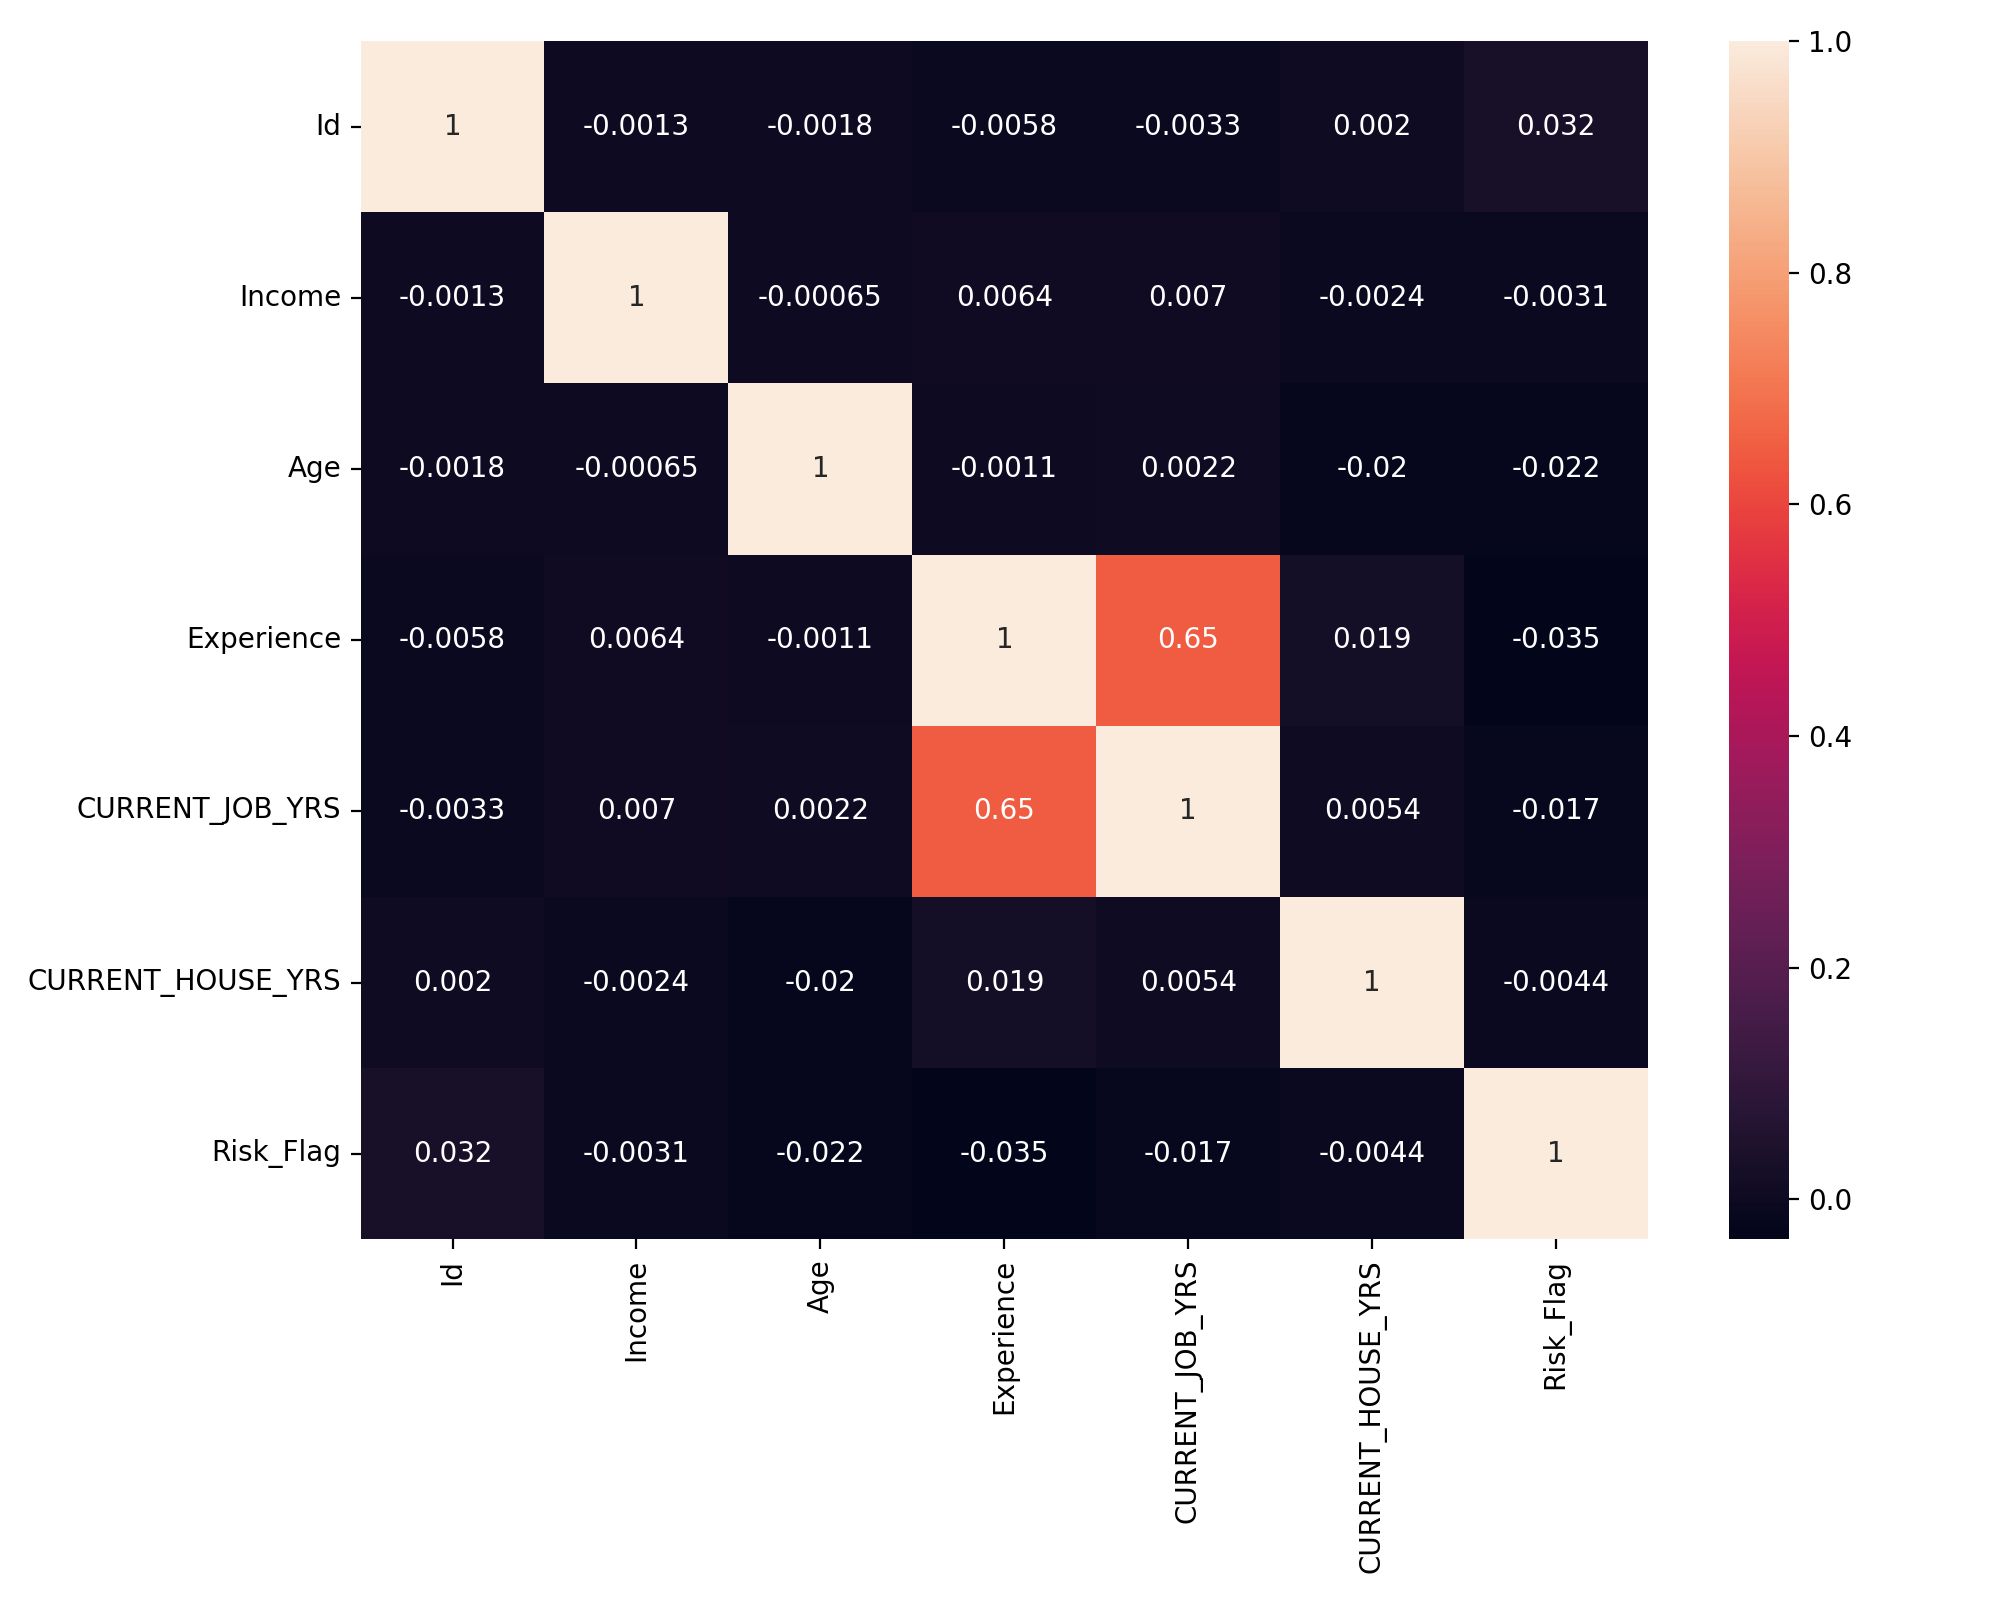 Id 1 -0.0013 -0.0018 -0.0058 -0.0033 0.002 0.032
Income -0.0013 1 -0.00065 0.0064 0.007 -0.0024 -0.0031
Age -0.0018 -0.00065 1 -0.0011 0.0022 -0.02 -0.022
Experience -0.0058 0.0064 -0.0011 1 0.65 0.019 -0.035
CURRENT_JOB_YRS -0.0033 0.007 0.0022 0.65 1 0.0054 -0.017
CURRENT_HOUSE_YRS 0.002 -0.0024 -0.02 0.019 0.0054 1 -0.0044
Risk_Flag 0.032 -0.0031 -0.022 -0.035 -0.017 -0.0044 1
Id
Income
Age
Experience
CURRENT_JOB_YRS
CURRENT_HOUSE_YRS
Risk_Flag
1.0
0.8
0.6
0.4
0.2
0.0